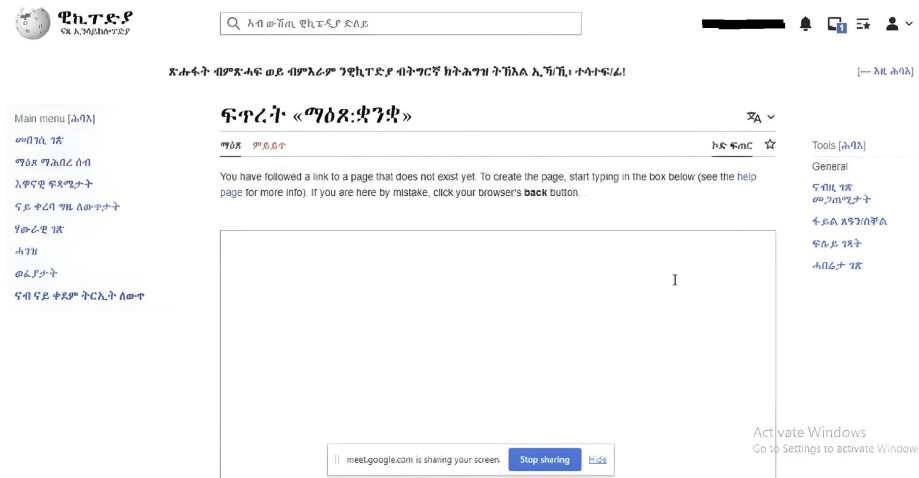 ዊኪፐድያ
ናጻ ኢንሳይክሎፕድያ
ኣብ ውሽጢ ዊኪፔዲያ ድለይ
1
ጽሑፋት ብምጽሓፍ ወይ ብምእራም ንዊኪፐድያ ብትግርኛ ክትሕግዝ ትኽእል ኢኻ/ኺ፣ ተሳተፍ/ፊ!
[— እዚ ሕባእ]
Main menu [ሕባእ]
መበገሲ ገጽ
ማዕጾ ማሕበረ ሰብ
እዋናዊ ፍጻሜታት
ናይ ቀረባ ግዜ ለውጥታት
ሃውራዊ ገጽ
ሓገዝ
ወፈያታት
ናብ ናይ ቀደም ትርኢት ለውጥ
ፍጥረት «ማዕጾ:ቋንቋ»
ማዕጾ ምይይጥ
ኮድ ፍጠር
You have followed a link to a page that does not exist yet. To create the page, start typing in the box below (see the help
page for more info). If you are here by mistake, click your browser's back button.
Tools [ሕባእ]
General
ናብዚ ገጽ
መጋጠሚታት
ፋይል ጸዓን/ስቐል
ፍሉይ ገጻት
ሓበሬታ ገጽ
meet.google.com is sharing your screen.
Stop sharing
Hide
Activate Windows
Go to Settings to activate Window